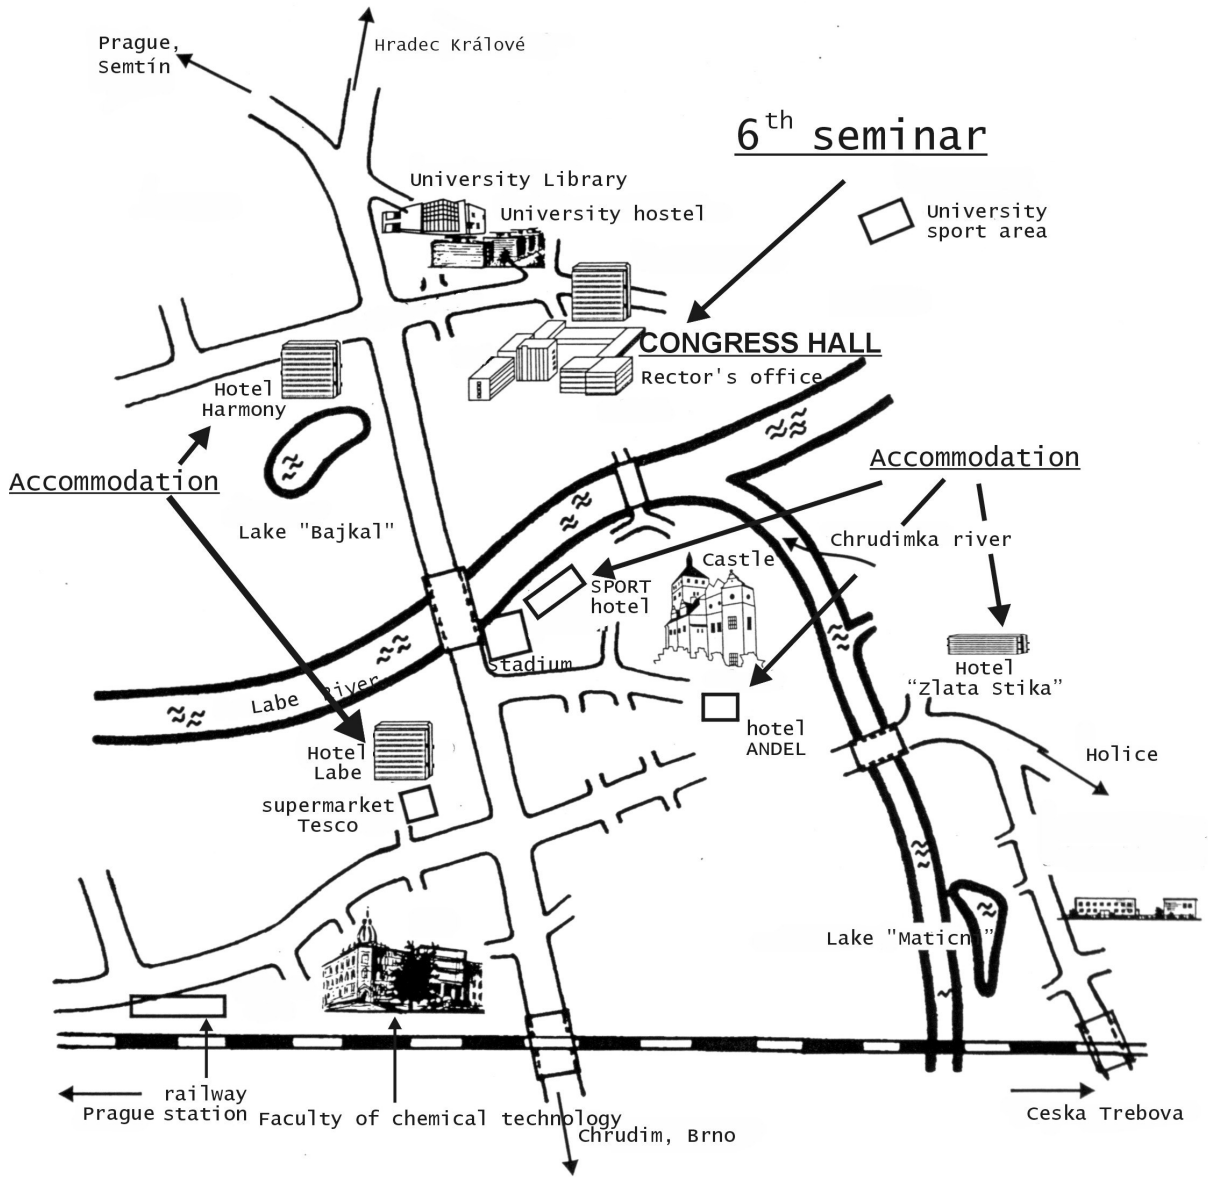 Prague,
Semtín
Hradec Králové
6th seminar
University Library
University hostel
University
sport area
CONGRESS HALL
Rector's office
Hotel
Harmony
Accommodation
Accommodation
Lake "Bajkal"
Chrudimka river
Castle
SPORT
hotel
Stadium
Labe River
Hotel
"Zlata Stika"
hotel
ANDEL
Holice
Hotel
Labe
supermarket
Tesco
Lake "Maticni"
railway
station
Prague
Faculty of chemical technology
Chrudim, Brno
Ceska Trebova